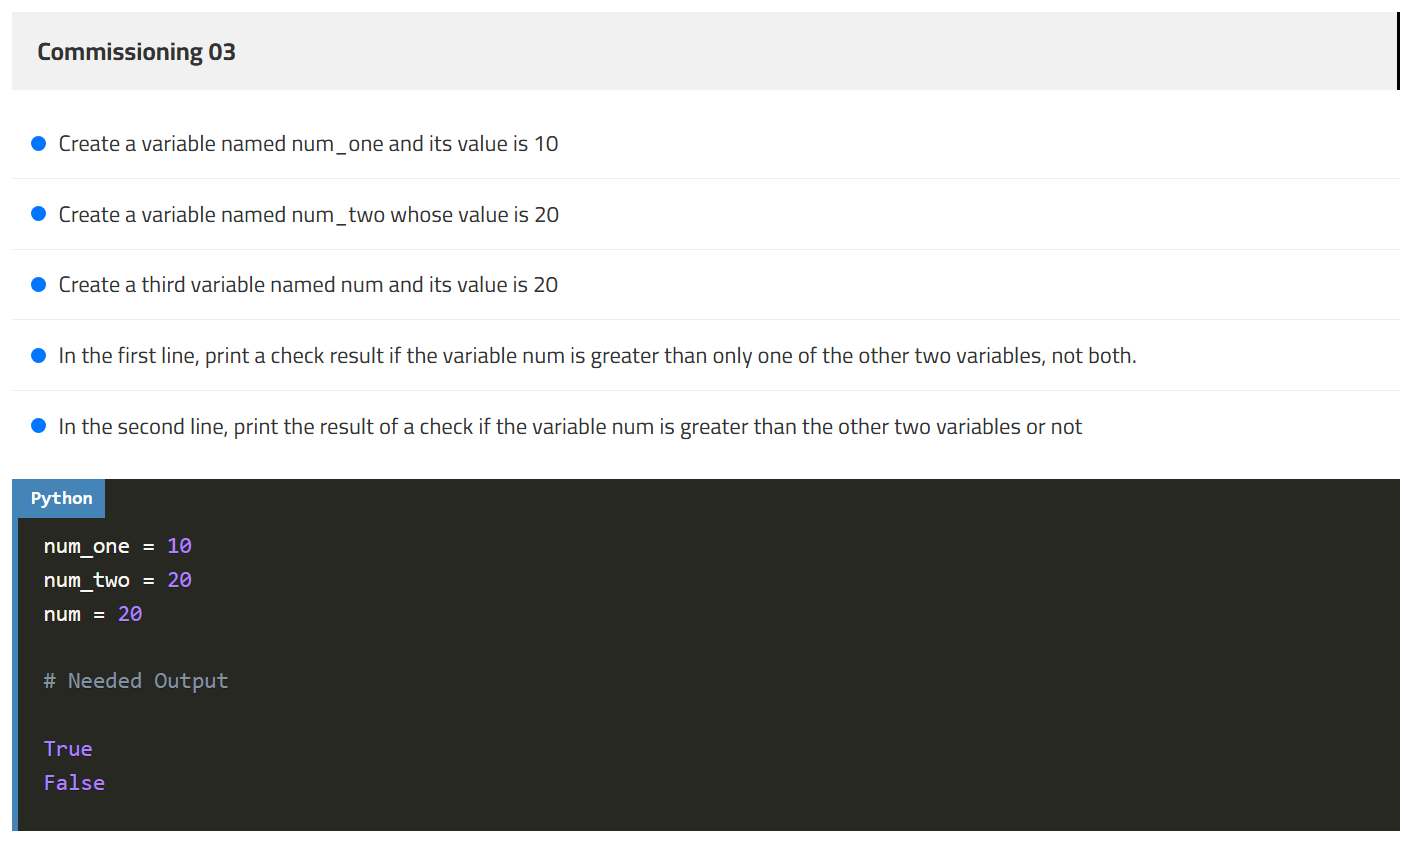 Commissioning 03
Create a variable named num_one and its value is 10
Create a variable named num_two whose value is 20
Create a third variable named num and its value is 20
In the first line, print a check result if the variable num is greater than only one of the other two variables, not both.
In the second line, print the result of a check if the variable num is greater than the other two variables or not
Python
num_one = 10
num_two = 20
num = 20
# Needed Output
True
False